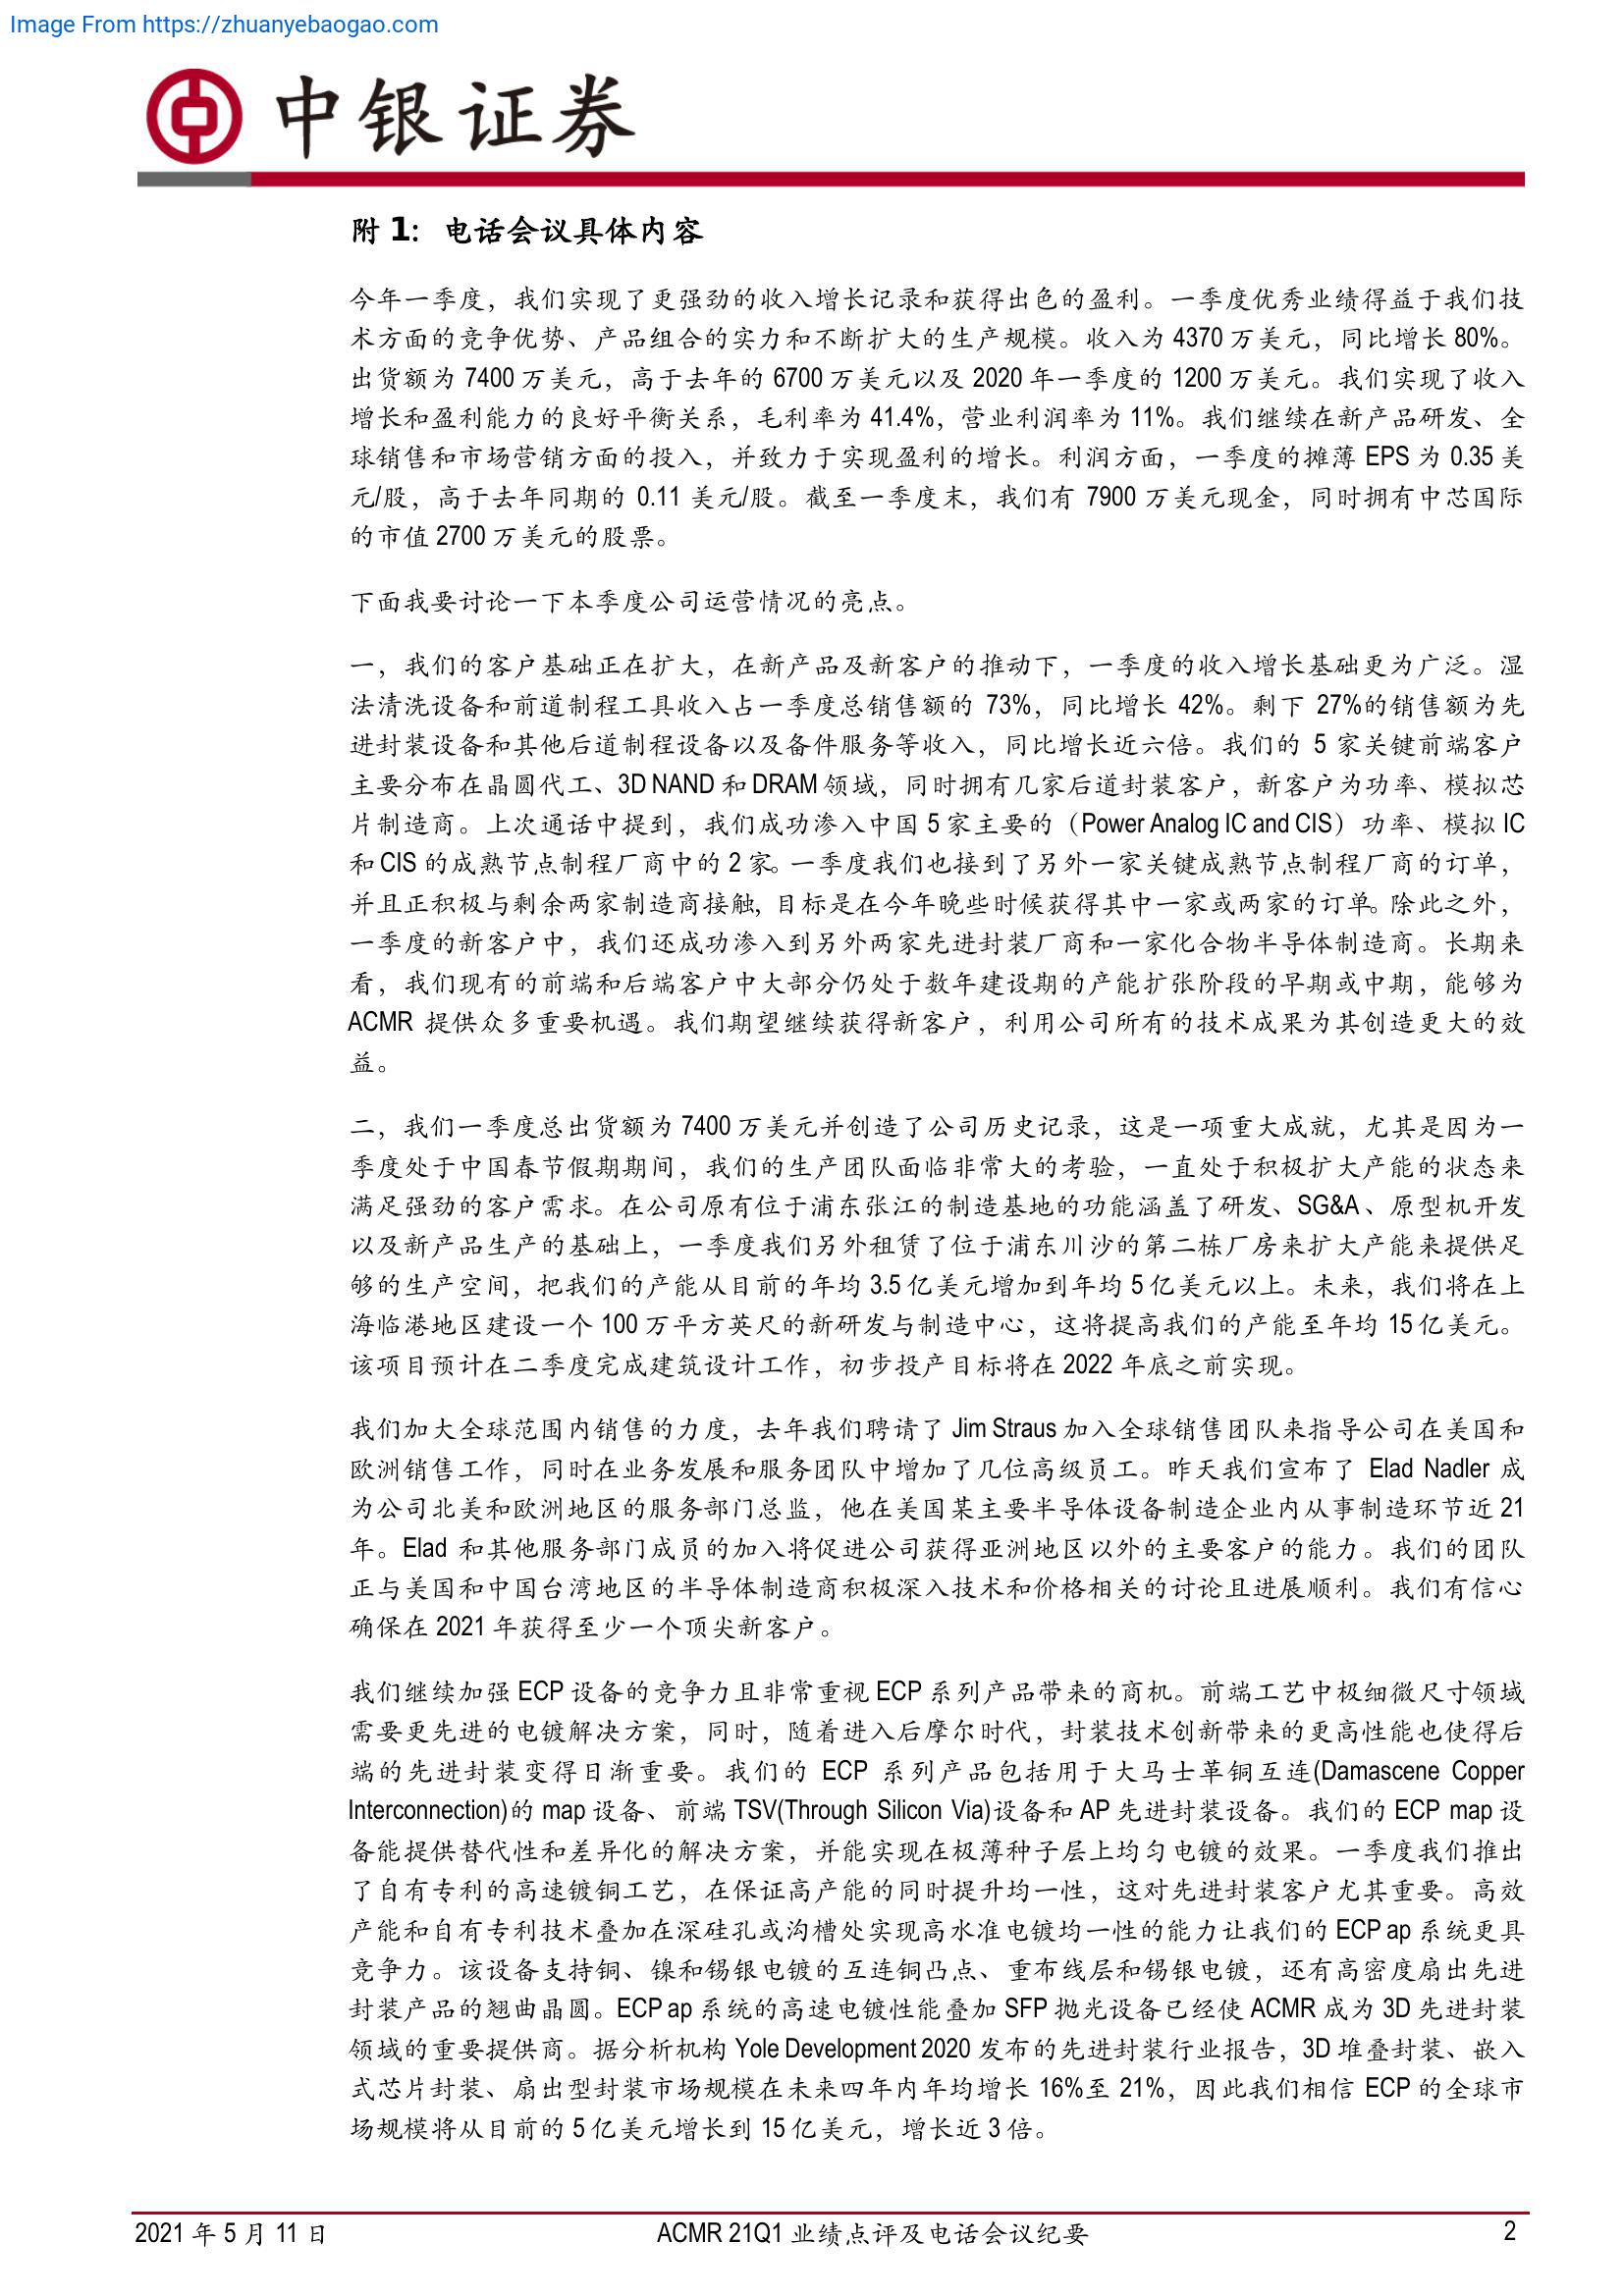 Image From https://zhuanyebaogao.com
中银证券
附 1： 电话会议具体内容
今年一季度，我们实现了更强劲的收入增长记录和获得出色的盈利。一季度优秀业绩得益于我们技
术方面的竞争优势、产品组合的实力和不断扩大的生产规模。收入为 4370 万美元，同比增长 80%。
出货额为 7400 万美元，高于去年的 6700 万美元以及 2020 年一季度的 1200 万美元。我们实现了收入
增长和盈利能力的良好平衡关系，毛利率为 41.4%，营业利润率为 11%。我们继续在新产品研发、全
球销售和市场营销方面的投入，并致力于实现盈利的增长。利润方面，一季度的摊薄 EPS 为 0.35 美
元/股，高于去年同期的 0.11 美元/股。截至一季度末，我们有 7900 万美元现金，同时拥有中芯国际
的市值 2700 万美元的股票。
下面我要讨论一下本季度公司运营情况的亮点。
一，我们的客户基础正在扩大，在新产品及新客户的推动下，一季度的收入增长基础更为广泛。湿
法清洗设备和前道制程工具收入占一季度总销售额的 73%，同比增长 42%。剩下 27%的销售额为先
进封装设备和其他后道制程设备以及备件服务等收入，同比增长近六倍。我们的 5 家关键前端客户
主要分布在晶圆代工、3D NAND 和 DRAM 领域，同时拥有几家后道封装客户，新客户为功率、模拟芯
片制造商。上次通话中提到，我们成功渗入中国 5 家主要的（Power Analog IC and CIS）功率、模拟 IC
和 CIS 的成熟节点制程厂商中的 2 家。一季度我们也接到了另外一家关键成熟节点制程厂商的订单，
并且正积极与剩余两家制造商接触，目标是在今年晚些时候获得其中一家或两家的订单。除此之外，
一季度的新客户中，我们还成功渗入到另外两家先进封装厂商和一家化合物半导体制造商。长期来
看，我们现有的前端和后端客户中大部分仍处于数年建设期的产能扩张阶段的早期或中期，能够为
ACMR 提供众多重要机遇。我们期望继续获得新客户，利用公司所有的技术成果为其创造更大的效
益。
二，我们一季度总出货额为 7400 万美元并创造了公司历史记录，这是一项重大成就，尤其是因为一
季度处于中国春节假期期间，我们的生产团队面临非常大的考验，一直处于积极扩大产能的状态来
满足强劲的客户需求。在公司原有位于浦东张江的制造基地的功能涵盖了研发、SG&A、原型机开发
以及新产品生产的基础上，一季度我们另外租赁了位于浦东川沙的第二栋厂房来扩大产能来提供足
够的生产空间，把我们的产能从目前的年均 3.5 亿美元增加到年均 5 亿美元以上。未来，我们将在上
海临港地区建设一个 100 万平方英尺的新研发与制造中心，这将提高我们的产能至年均 15 亿美元。
该项目预计在二季度完成建筑设计工作，初步投产目标将在 2022 年底之前实现。
我们加大全球范围内销售的力度，去年我们聘请了 Jim Straus 加入全球销售团队来指导公司在美国和
欧洲销售工作，同时在业务发展和服务团队中增加了几位高级员工。昨天我们宣布了 Elad Nadler 成
为公司北美和欧洲地区的服务部门总监，他在美国某主要半导体设备制造企业内从事制造环节近 21
年。Elad 和其他服务部门成员的加入将促进公司获得亚洲地区以外的主要客户的能力。我们的团队
正与美国和中国台湾地区的半导体制造商积极深入技术和价格相关的讨论且进展顺利。我们有信心
确保在 2021 年获得至少一个顶尖新客户。
我们继续加强 ECP 设备的竞争力且非常重视 ECP 系列产品带来的商机。前端工艺中极细微尺寸领域
需要更先进的电镀解决方案，同时，随着进入后摩尔时代，封装技术创新带来的更高性能也使得后
端的先进封装变得日渐重要。我们的 ECP 系列产品包括用于大马士革铜互连(Damascene Copper
Interconnection)的 map 设备、前端 TSV(Through Silicon Via)设备和 AP 先进封装设备。我们的 ECP map 设
备能提供替代性和差异化的解决方案，并能实现在极薄种子层上均匀电镀的效果。一季度我们推出
了自有专利的高速镀铜工艺，在保证高产能的同时提升均一性，这对先进封装客户尤其重要。高效
产能和自有专利技术叠加在深硅孔或沟槽处实现高水准电镀均一性的能力让我们的 ECP ap 系统更具
竞争力。该设备支持铜、镍和锡银电镀的互连铜凸点、重布线层和锡银电镀，还有高密度扇出先进
封装产品的翘曲晶圆。ECP ap 系统的高速电镀性能叠加 SFP 抛光设备已经使 ACMR 成为 3D 先进封装
领域的重要提供商。据分析机构 Yole Development 2020 发布的先进封装行业报告，3D 堆叠封装、嵌入
式芯片封装、扇出型封装市场规模在未来四年内年均增长 16%至 21%，因此我们相信 ECP 的全球市
场规模将从目前的 5 亿美元增长到 15 亿美元，增长近 3 倍。
2021 年 5 月 11 日
ACMR 21Q1 业绩点评及电话会议纪要
2